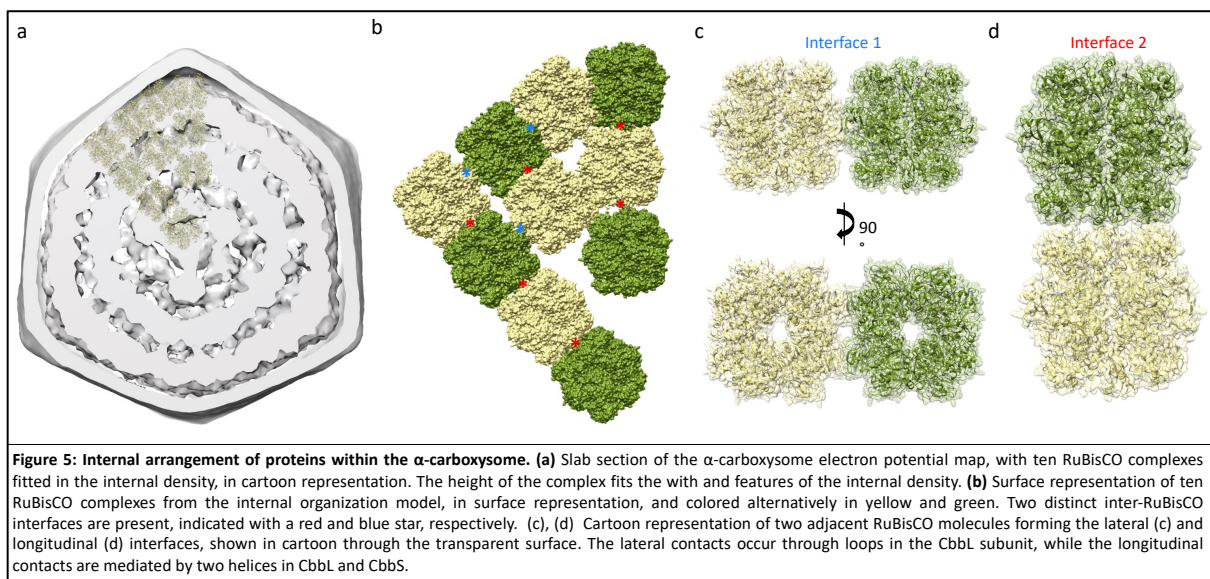 a
b
c
d
Interface 1
Interface 2
90
°
Figure 5: Internal arrangement of proteins within the α-carboxysome. (a) Slab section of the α-carboxysome electron potential map, with ten RuBisCO complexes
fitted in the internal density, in cartoon representation. The height of the complex fits the with and features of the internal density. (b) Surface representation of ten
RuBisCO complexes from the internal organization model, in surface representation, and colored alternatively in yellow and green. Two distinct inter-RuBisCO
interfaces are present, indicated with a red and blue star, respectively. (c), (d) Cartoon representation of two adjacent RuBisCO molecules forming the lateral (c) and
longitudinal (d) interfaces, shown in cartoon through the transparent surface. The lateral contacts occur through loops in the CbbL subunit, while the longitudinal
contacts are mediated by two helices in CbbL and CbbS.